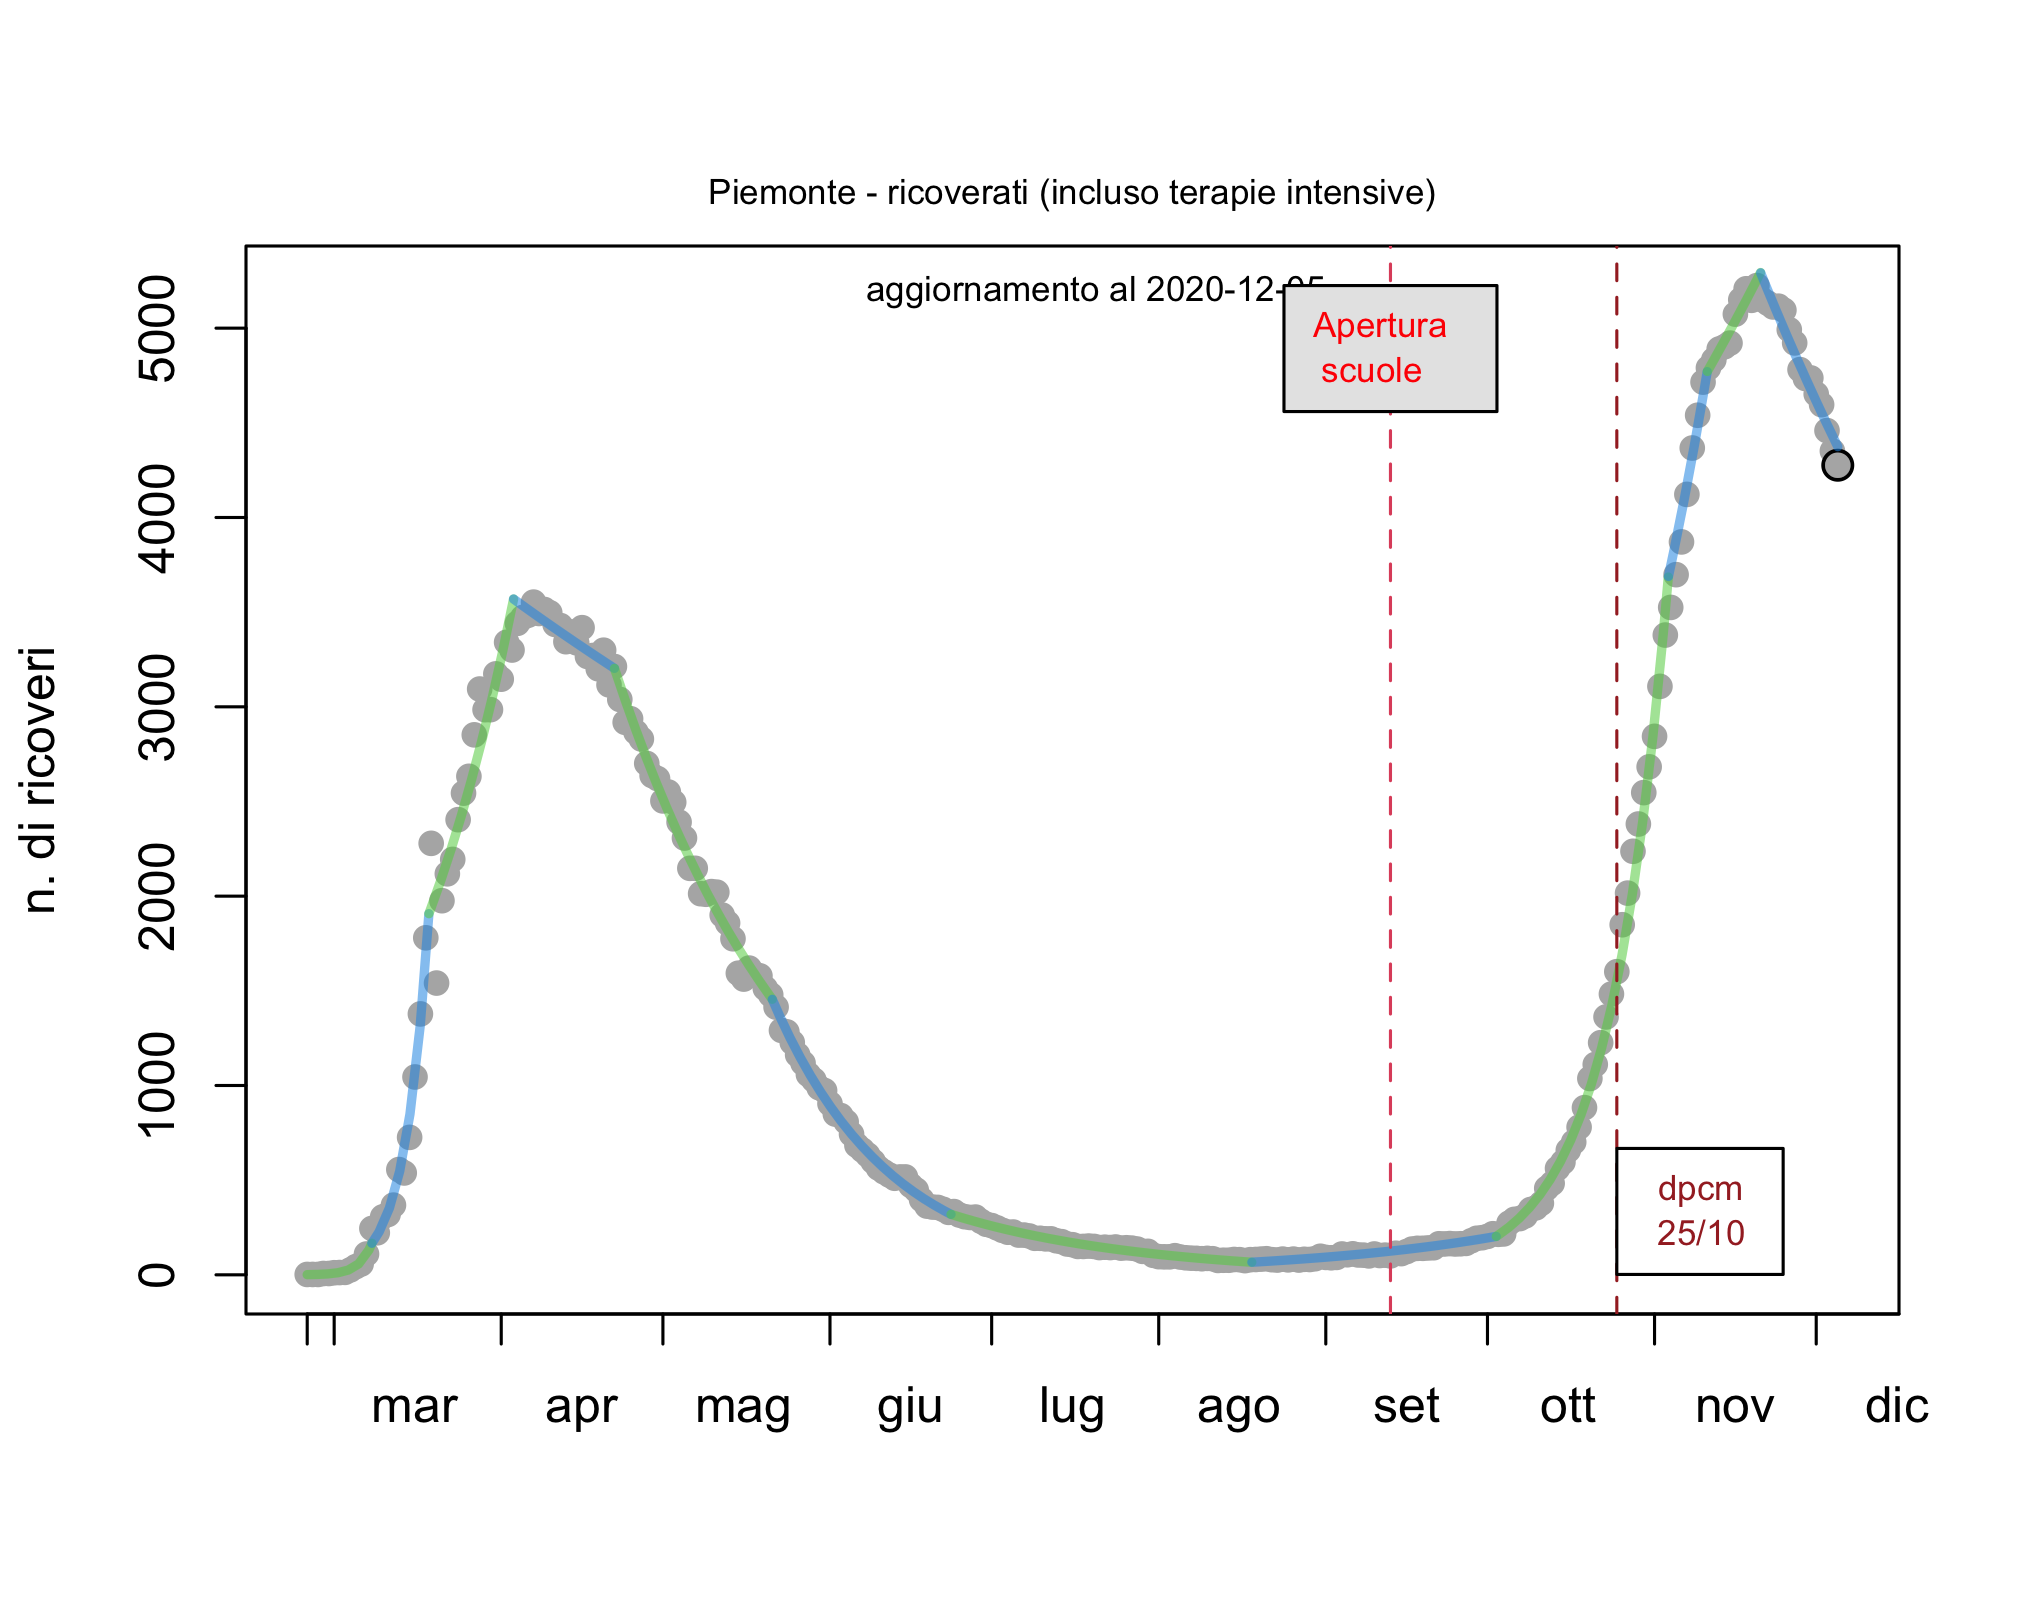 Piemonte - ricoverati (incluso terapie intensive)
aggiornamento al 2020-12-05
Apertura
scuole
n. di ricoveri
5000
4000
3000
2000
1000
0
dpcm
25/10
mar apr mag giu lug ago set ott nov dic